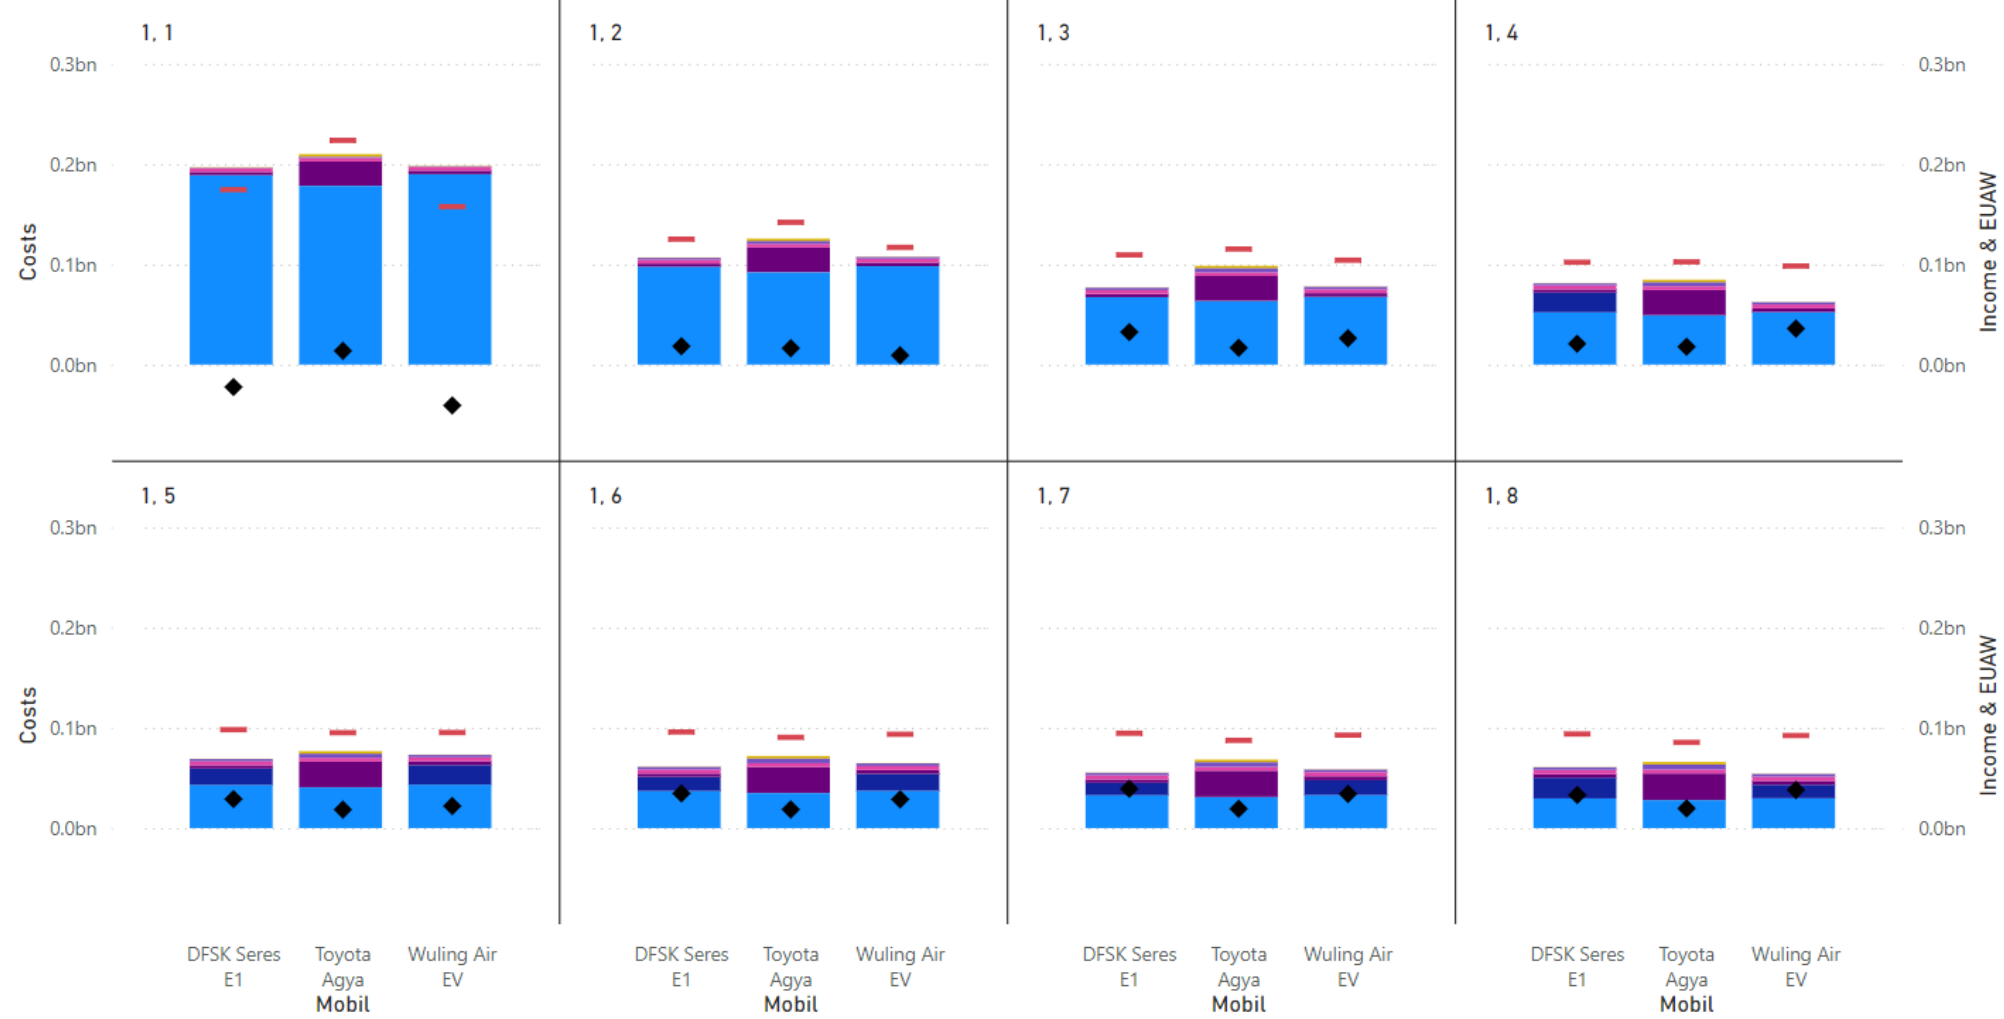 1, 1
1, 2
1, 3
1, 4
0.3bn
0.3bn
0.2bn
0.2bn
0.1bn
0.1bn
0.0bn
0.0bn
Costs
Income & EUAW
1, 5
1, 6
1, 7
1, 8
0.3bn
0.3bn
0.2bn
0.2bn
0.1bn
0.1bn
0.0bn
0.0bn
Costs
Income & EUAW
DFSK Seres
E1
Toyota
Agya
Wuling Air
EV
Mobil
DFSK Seres
E1
Toyota
Agya
Wuling Air
EV
Mobil
DFSK Seres
E1
Toyota
Agya
Wuling Air
EV
Mobil
DFSK Seres
E1
Toyota
Agya
Wuling Air
EV
Mobil